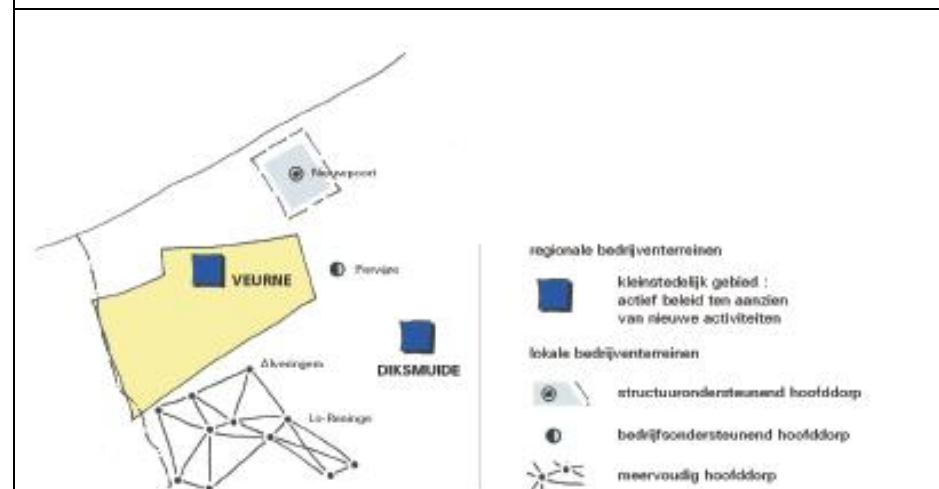 Nieuwpoort
VEURNE
Pervijze
DIKSMUIDE
Alveringem
Lo-Reninge
regionale bedrijventerreinen
kleinstedelijk gebied :
actief beleid ten aanzien
van nieuwe activiteiten
lokale bedrijventerreinen
structuurondersteunend hoofddorp
bedrijfsondersteunend hoofddorp
meervoudig hoofddorp